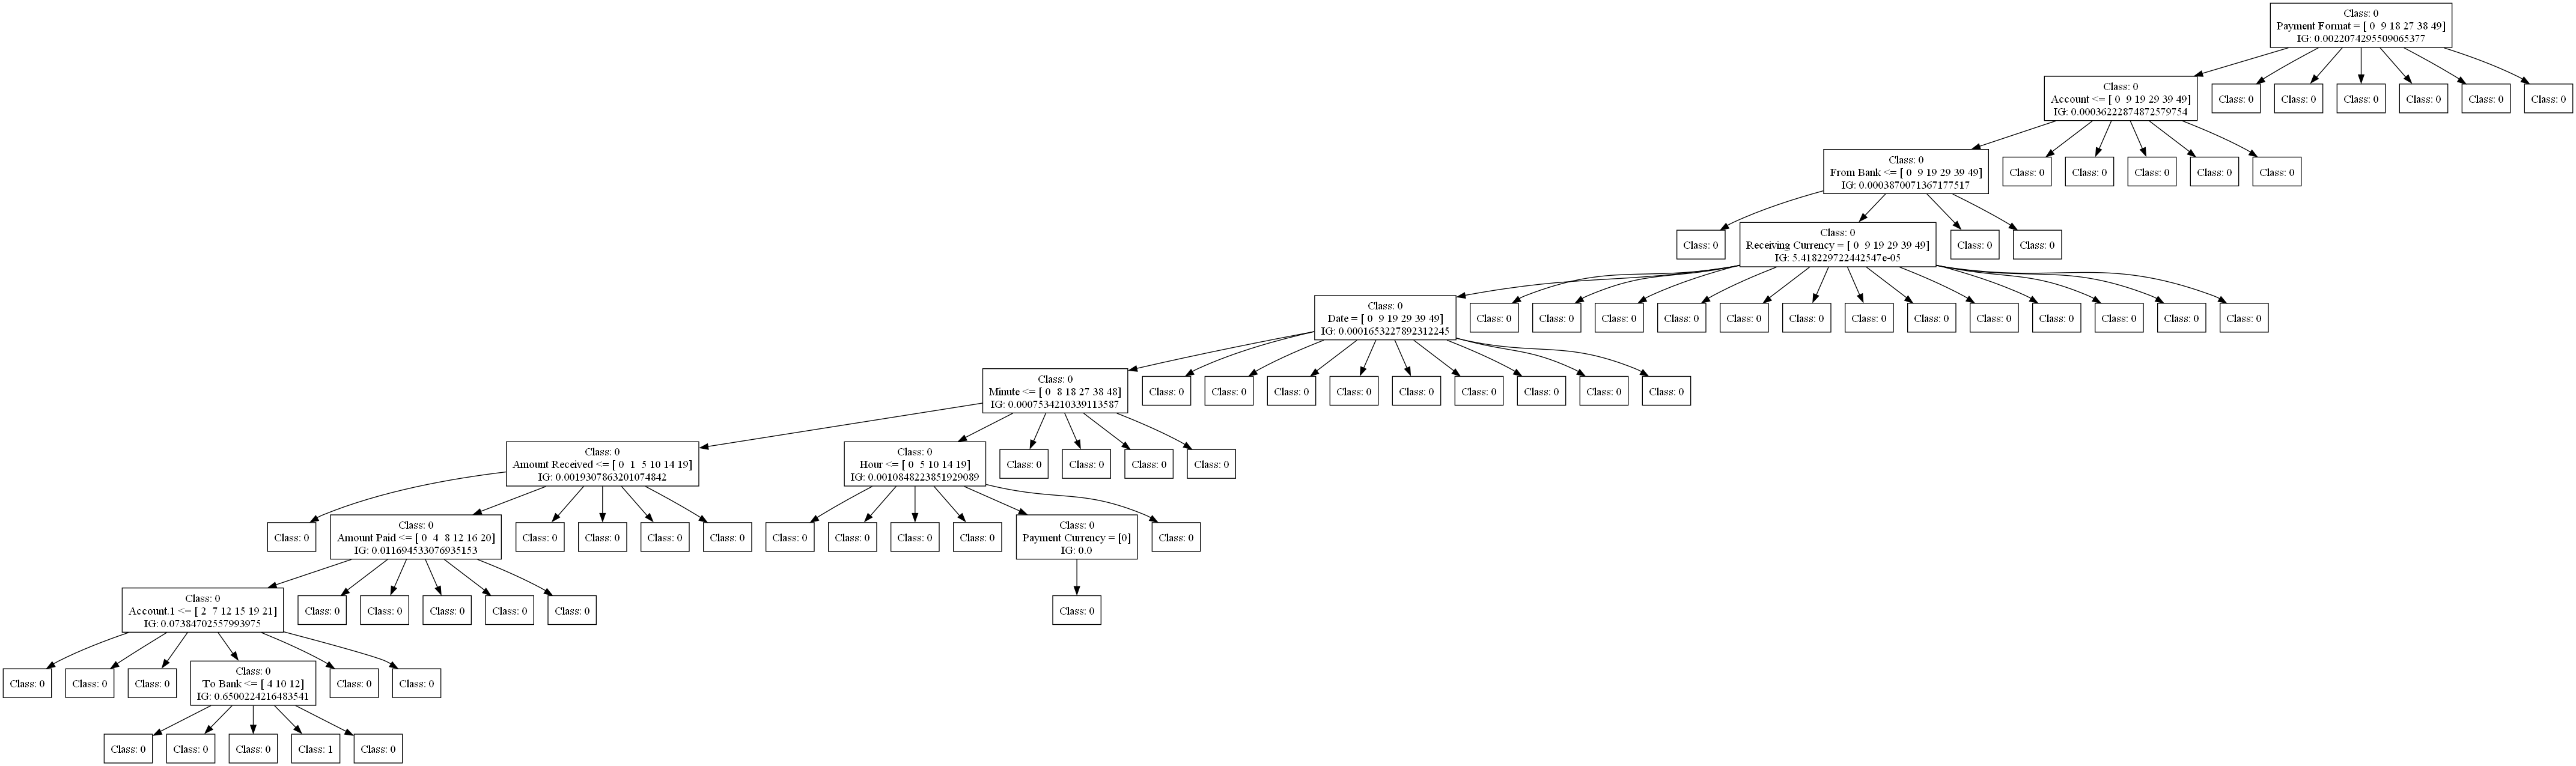 Class: 0
Payment Format = [ 0  9 18 27 38 49]
IG: 0.0022074295509065377
Class: 0
Account <= [ 0  9 19 29 39 49]
IG: 0.00036222874872579754
Class: 0
Class: 0
Class: 0
Class: 0
Class: 0
Class: 0
Class: 0
From Bank <= [ 0  9 19 29 39 49]
IG: 0.0003870071367177517
Class: 0
Class: 0
Class: 0
Class: 0
Class: 0
Class: 0
Class: 0
Receiving Currency = [ 0  9 19 29 39 49]
IG: 5.418229722442547e-05
Class: 0
Class: 0
Class: 0
Date = [ 0  9 19 29 39 49]
IG: 0.0001653227892312245
Class: 0
Class: 0
Class: 0
Class: 0
Class: 0
Class: 0
Class: 0
Class: 0
Class: 0
Class: 0
Class: 0
Class: 0
Class: 0
Class: 0
Minute <= [ 0  8 18 27 38 48]
IG: 0.0007534210339113587
Class: 0
Class: 0
Class: 0
Class: 0
Class: 0
Class: 0
Class: 0
Class: 0
Class: 0
Class: 0
Amount Received <= [ 0  1  5 10 14 19]
IG: 0.0019307863201074842
Class: 0
Hour <= [ 0  5 10 14 19]
IG: 0.0010848223851929089
Class: 0
Class: 0
Class: 0
Class: 0
Class: 0
Class: 0
Amount Paid <= [ 0  4  8 12 16 20]
IG: 0.011694533076935153
Class: 0
Class: 0
Class: 0
Class: 0
Class: 0
Class: 0
Class: 0
Class: 0
Class: 0
Payment Currency = [0]
IG: 0.0
Class: 0
Class: 0
Account.1 <= [ 2  7 12 15 19 21]
IG: 0.07384702557993975
Class: 0
Class: 0
Class: 0
Class: 0
Class: 0
Class: 0
Class: 0
Class: 0
Class: 0
Class: 0
To Bank <= [ 4 10 12]
IG: 0.6500224216483541
Class: 0
Class: 0
Class: 0
Class: 0
Class: 0
Class: 1
Class: 0